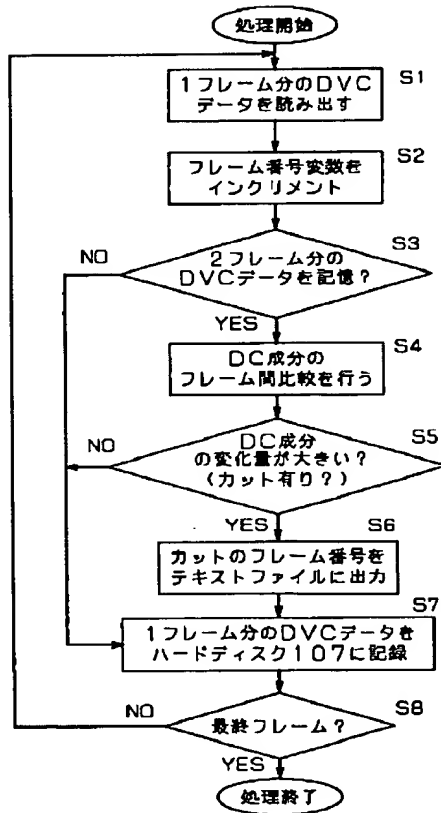 処理開始
S1
1フレーム分のDVC
データを読み出す
S2
フレーム番号変数を
インクリメント
S3
NO
2フレーム分の
DVCデータを記憶？
YES
S4
DC成分の
フレーム間比較を行う
S5
NO
DC成分
の変化量が大きい？
(カット有り？)
YES
S6
カットのフレーム番号を
テキストファイルに出力
S7
1フレーム分のDVCデータを
ハードディスク107に記録
NO
S8
最終フレーム？
YES
処理終了